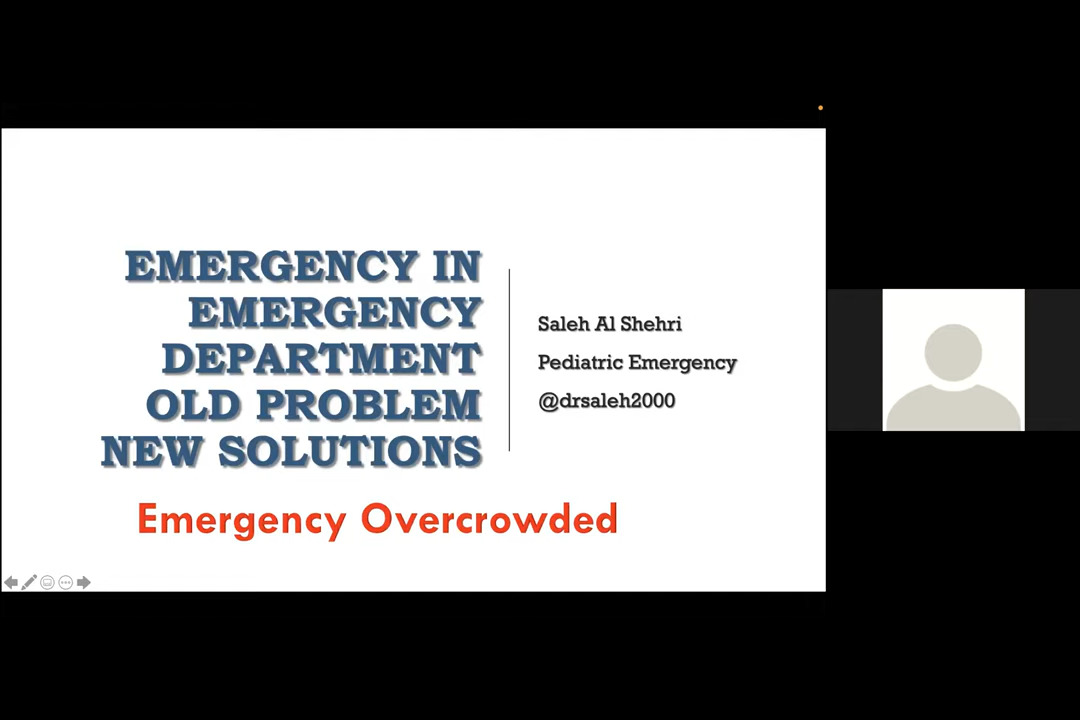 EMERGENCY IN
EMERGENCY
DEPARTMENT
OLD PROBLEM
NEW SOLUTIONS
Saleh Al Shehri
Pediatric Emergency
@drsaleh2000
Emergency Overcrowded